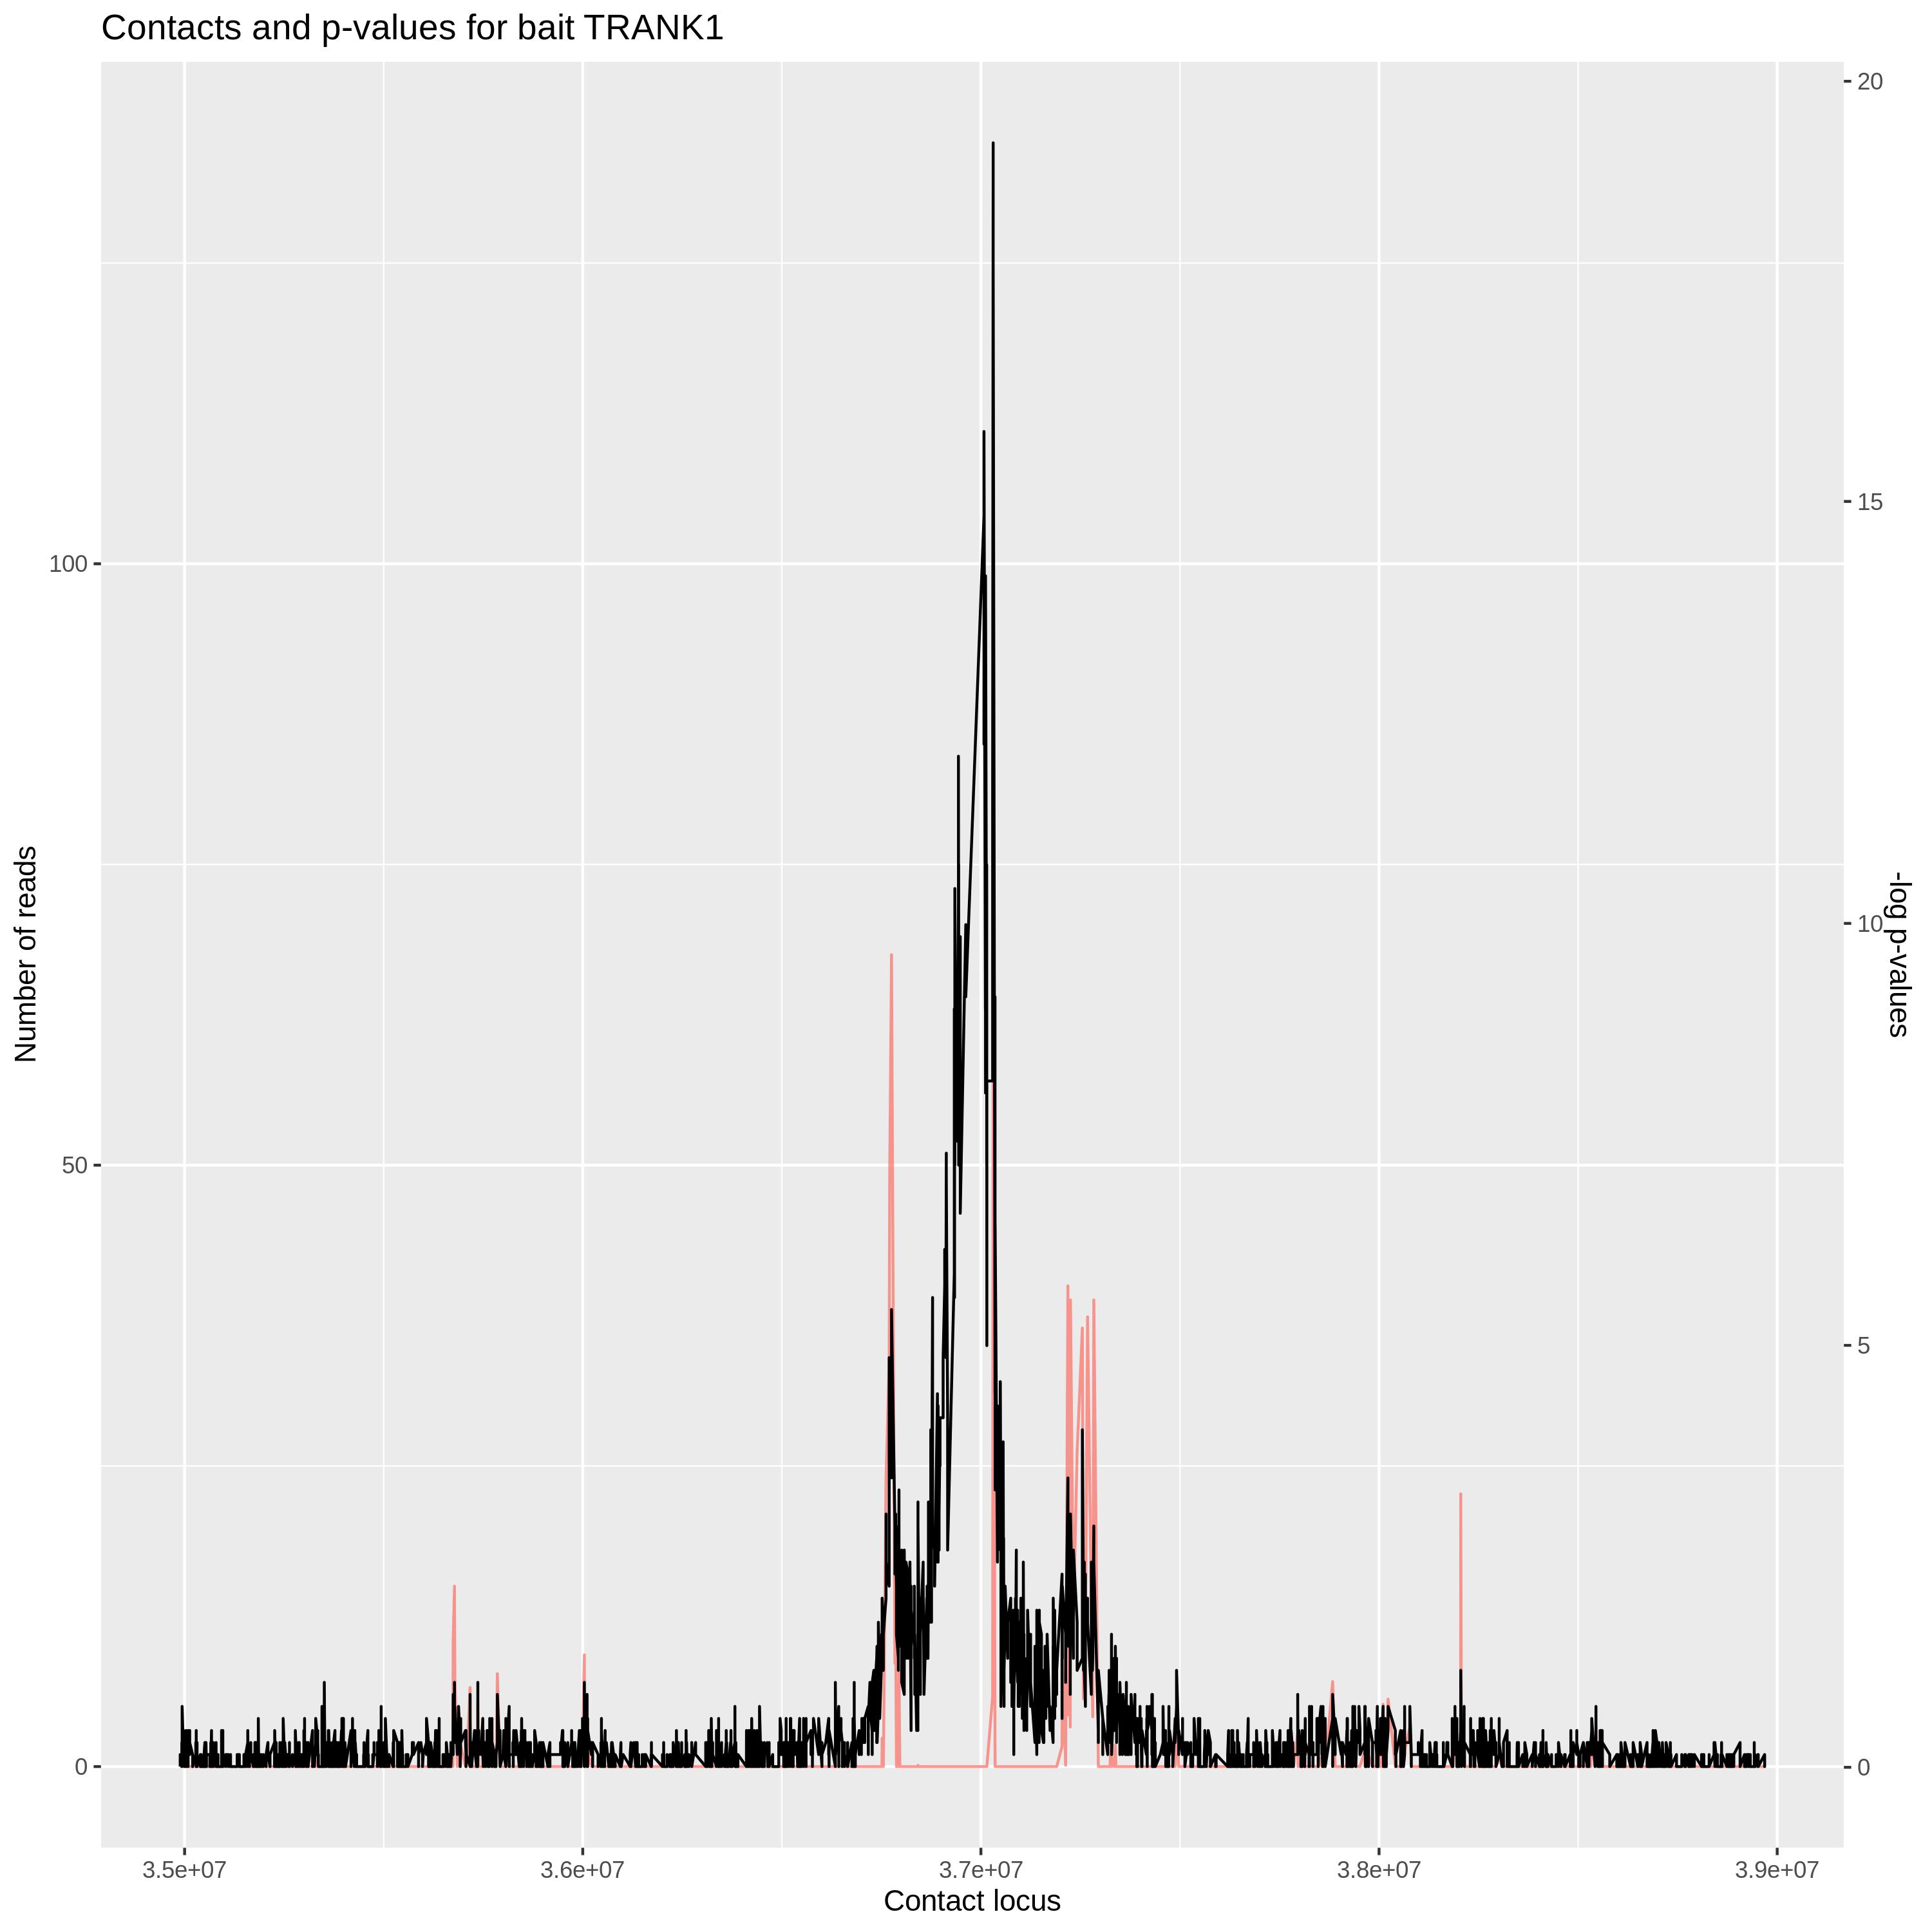 Contacts and p-values for bait TRANK1
20
15
10
5
0
-log p-values
100
50
0
Number of reads
3.5e+07 3.6e+07 3.7e+07 3.8e+07 3.9e+07
Contact locus